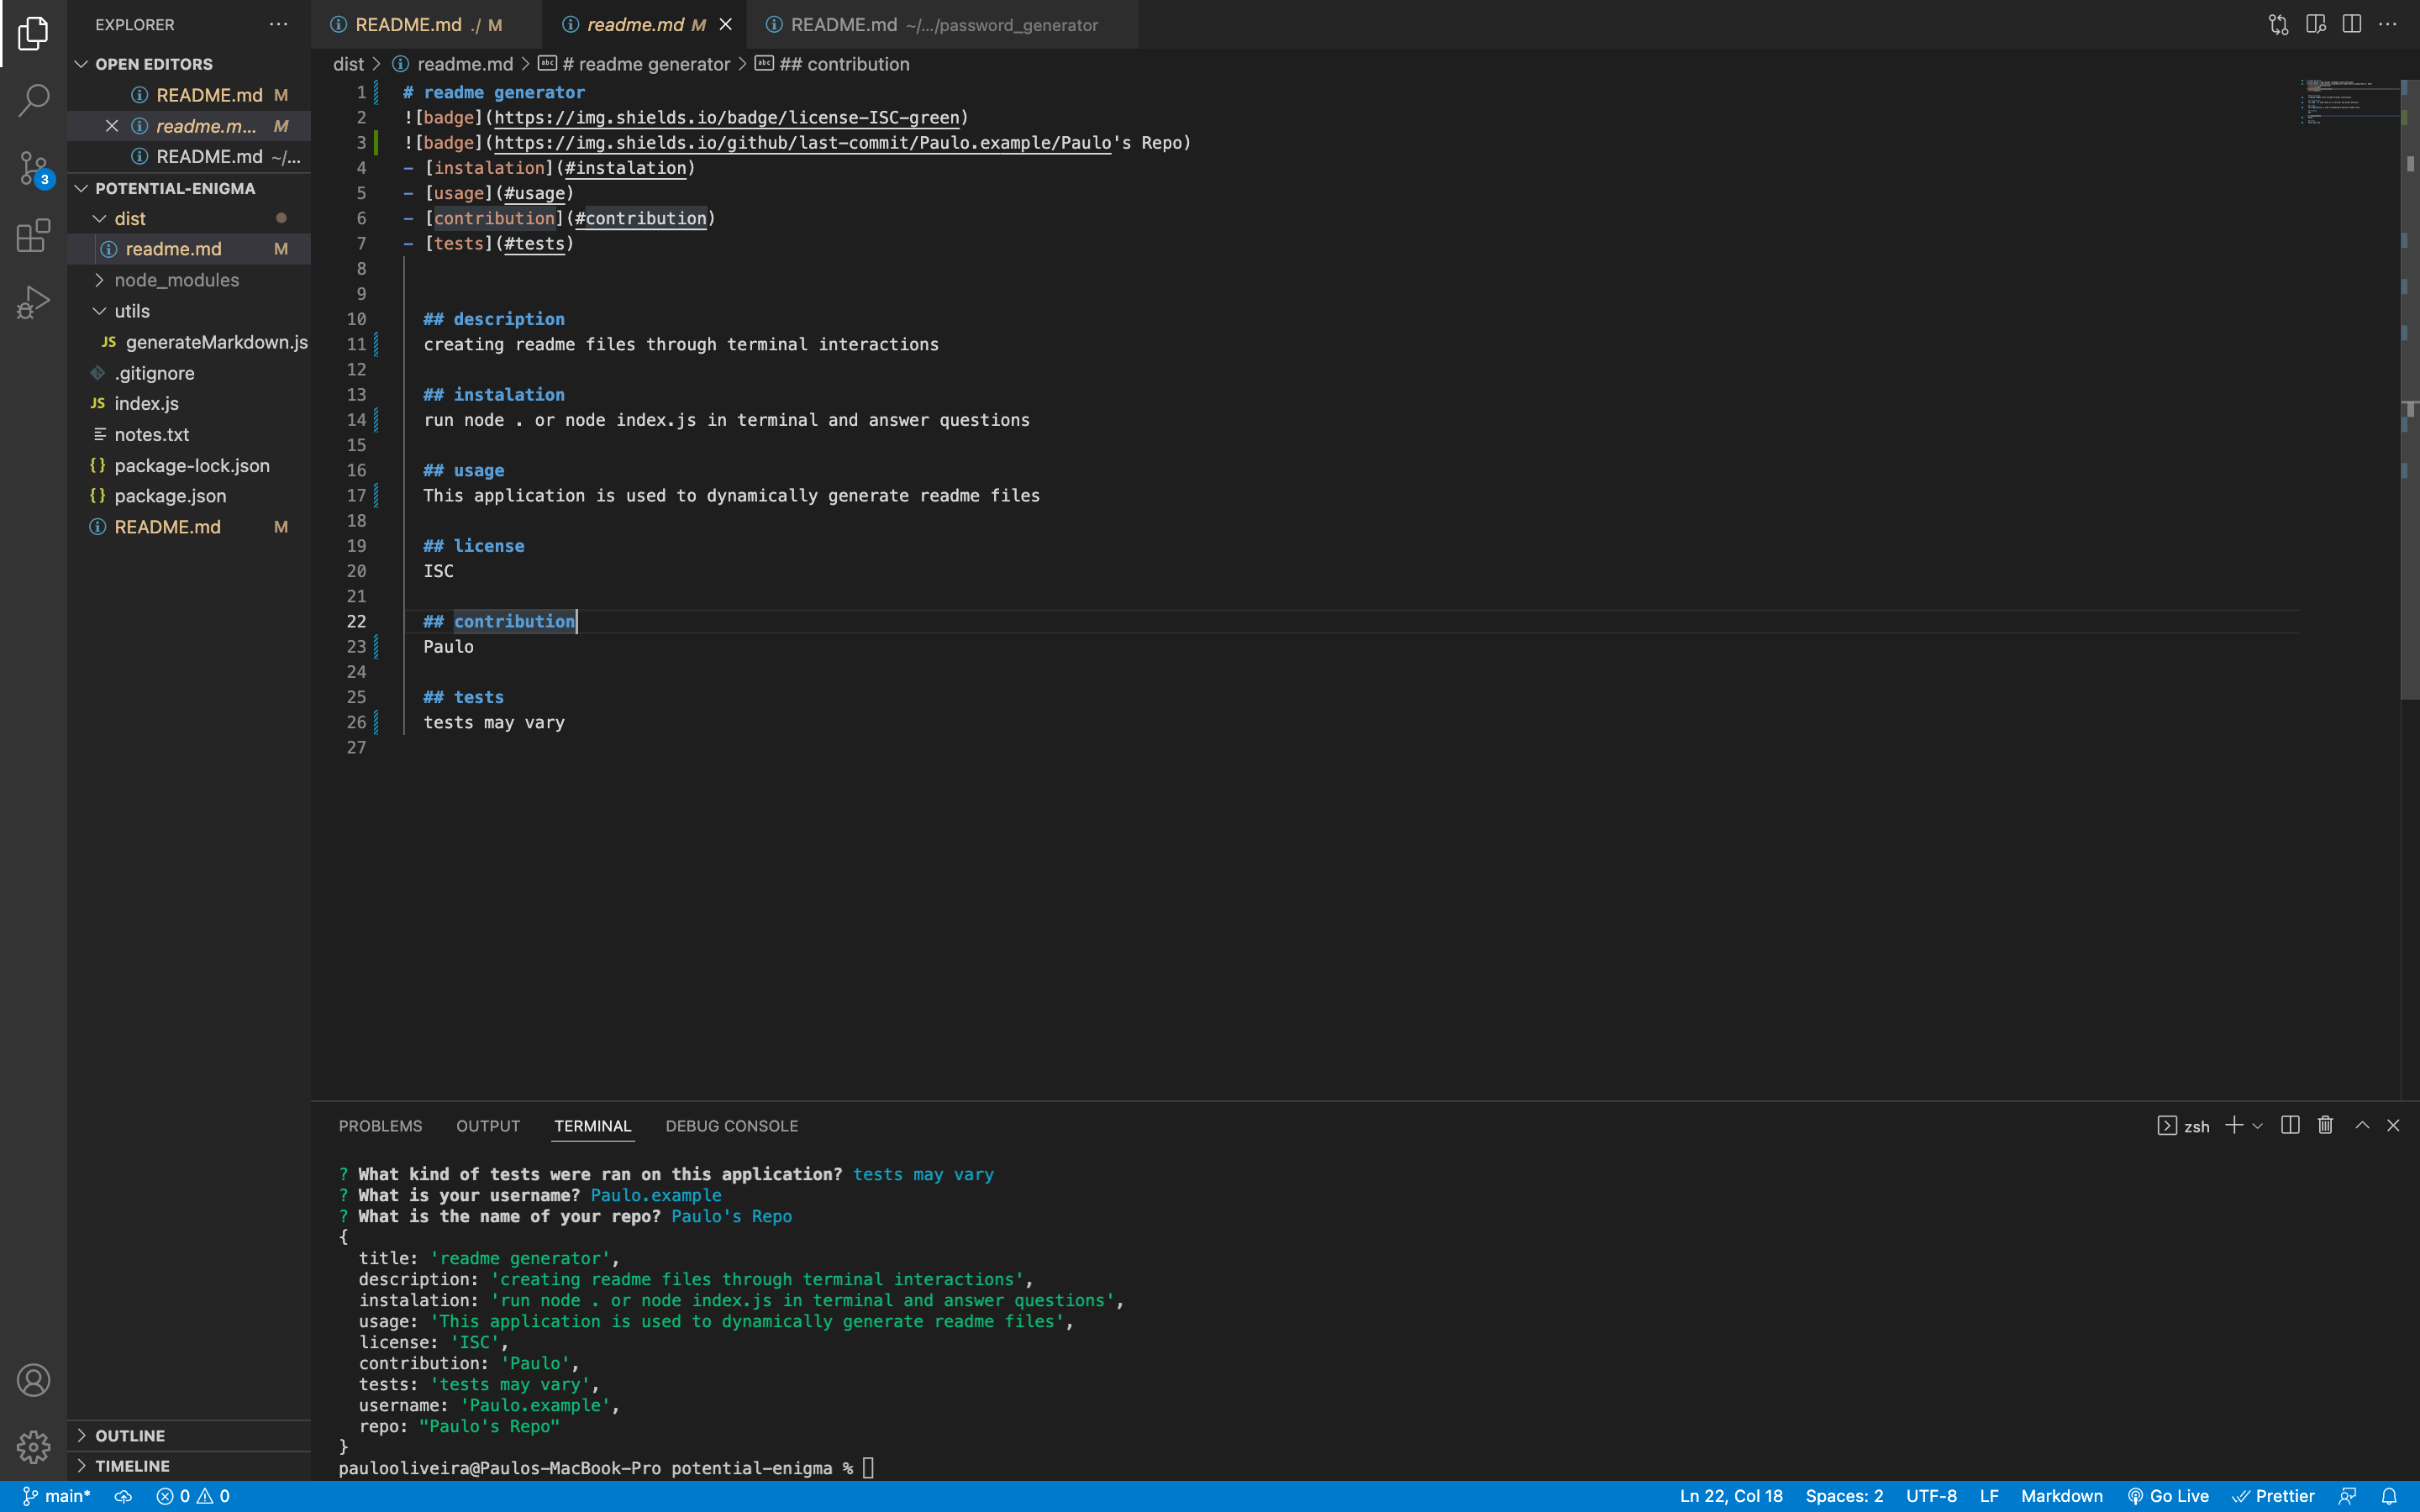 EXPLORER
OPEN EDITORS
README.md M
readme.m... M
README.md ~/...
POTENTIAL-ENIGMA
dist
readme.md M
node_modules
utils
JS generateMarkdown.js
.gitignore
JS index.js
notes.txt
{} package-lock.json
{} package.json
README.md M
OUTLINE
TIMELINE
3
README.md ./ M
readme.md M
README.md ~/.../password_generator
dist > readme.md > # readme generator > ## contribution
1 # readme generator
2 ![badge](https://img.shields.io/badge/license-ISC-green)
3 ![badge](https://img.shields.io/github/last-commit/Paulo.example/Paulo's Repo)
4 - [instalation](#instalation)
5 - [usage](#usage)
6 - [contribution](#contribution)
7 - [tests](#tests)
8
9
10 ## description
11 creating readme files through terminal interactions
12
13 ## instalation
14 run node . or node index.js in terminal and answer questions
15
16 ## usage
17 This application is used to dynamically generate readme files
18
19 ## license
20 ISC
21
22 ## contribution
23 Paulo
24
25 ## tests
26 tests may vary
27
PROBLEMS OUTPUT TERMINAL DEBUG CONSOLE
zsh
? What kind of tests were ran on this application? tests may vary
? What is your username? Paulo.example
? What is the name of your repo? Paulo's Repo
{
title: 'readme generator',
description: 'creating readme files through terminal interactions',
instalation: 'run node . or node index.js in terminal and answer questions',
usage: 'This application is used to dynamically generate readme files',
license: 'ISC',
contribution: 'Paulo',
tests: 'tests may vary',
username: 'Paulo.example',
repo: "Paulo's Repo"
}
paulooliveira@Paulos-MacBook-Pro potential-enigma %
main* 0 0 Ln 22, Col 18 Spaces: 2 UTF-8 LF Markdown Go Live Prettier